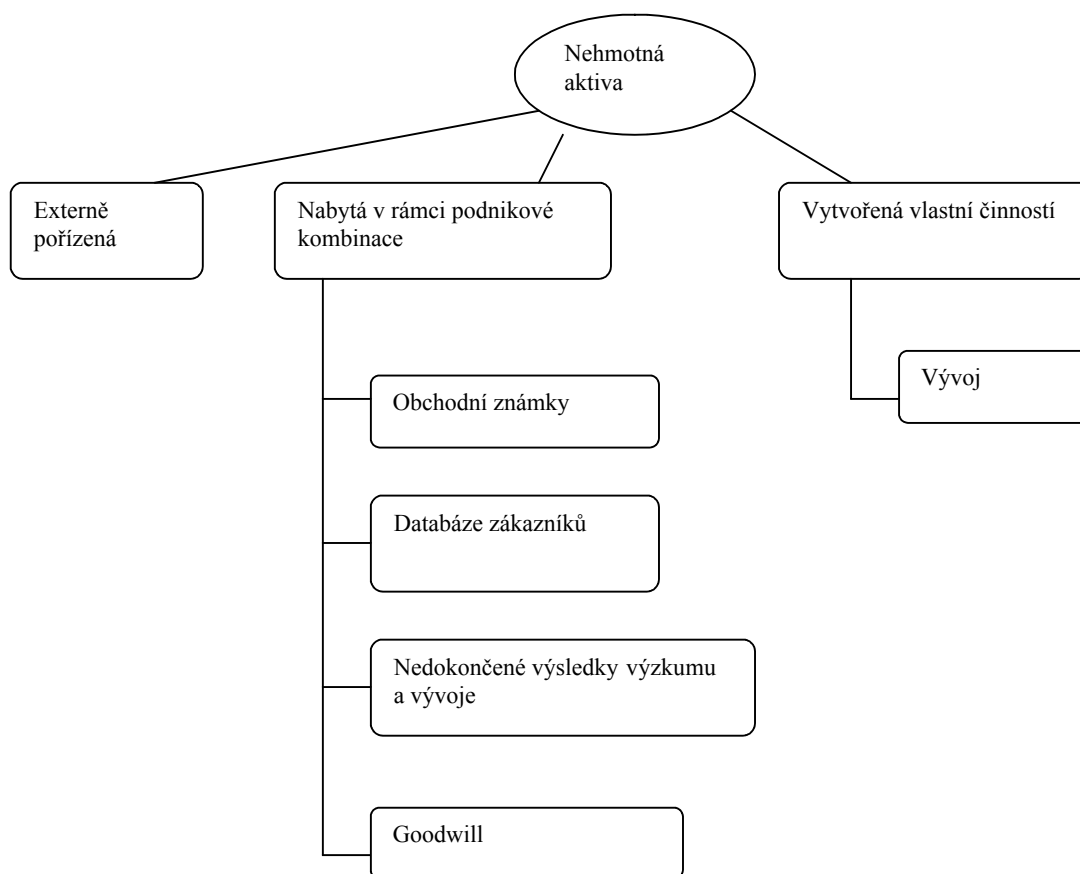 Nehmotná
aktiva
Externě
pořízená
Nabytá v rámci podnikové
kombinace
Vytvořená vlastní činností
Obchodní známky
Vývoj
Databáze zákazníků
Nedokončené výsledky výzkumu
a vývoje
Goodwill